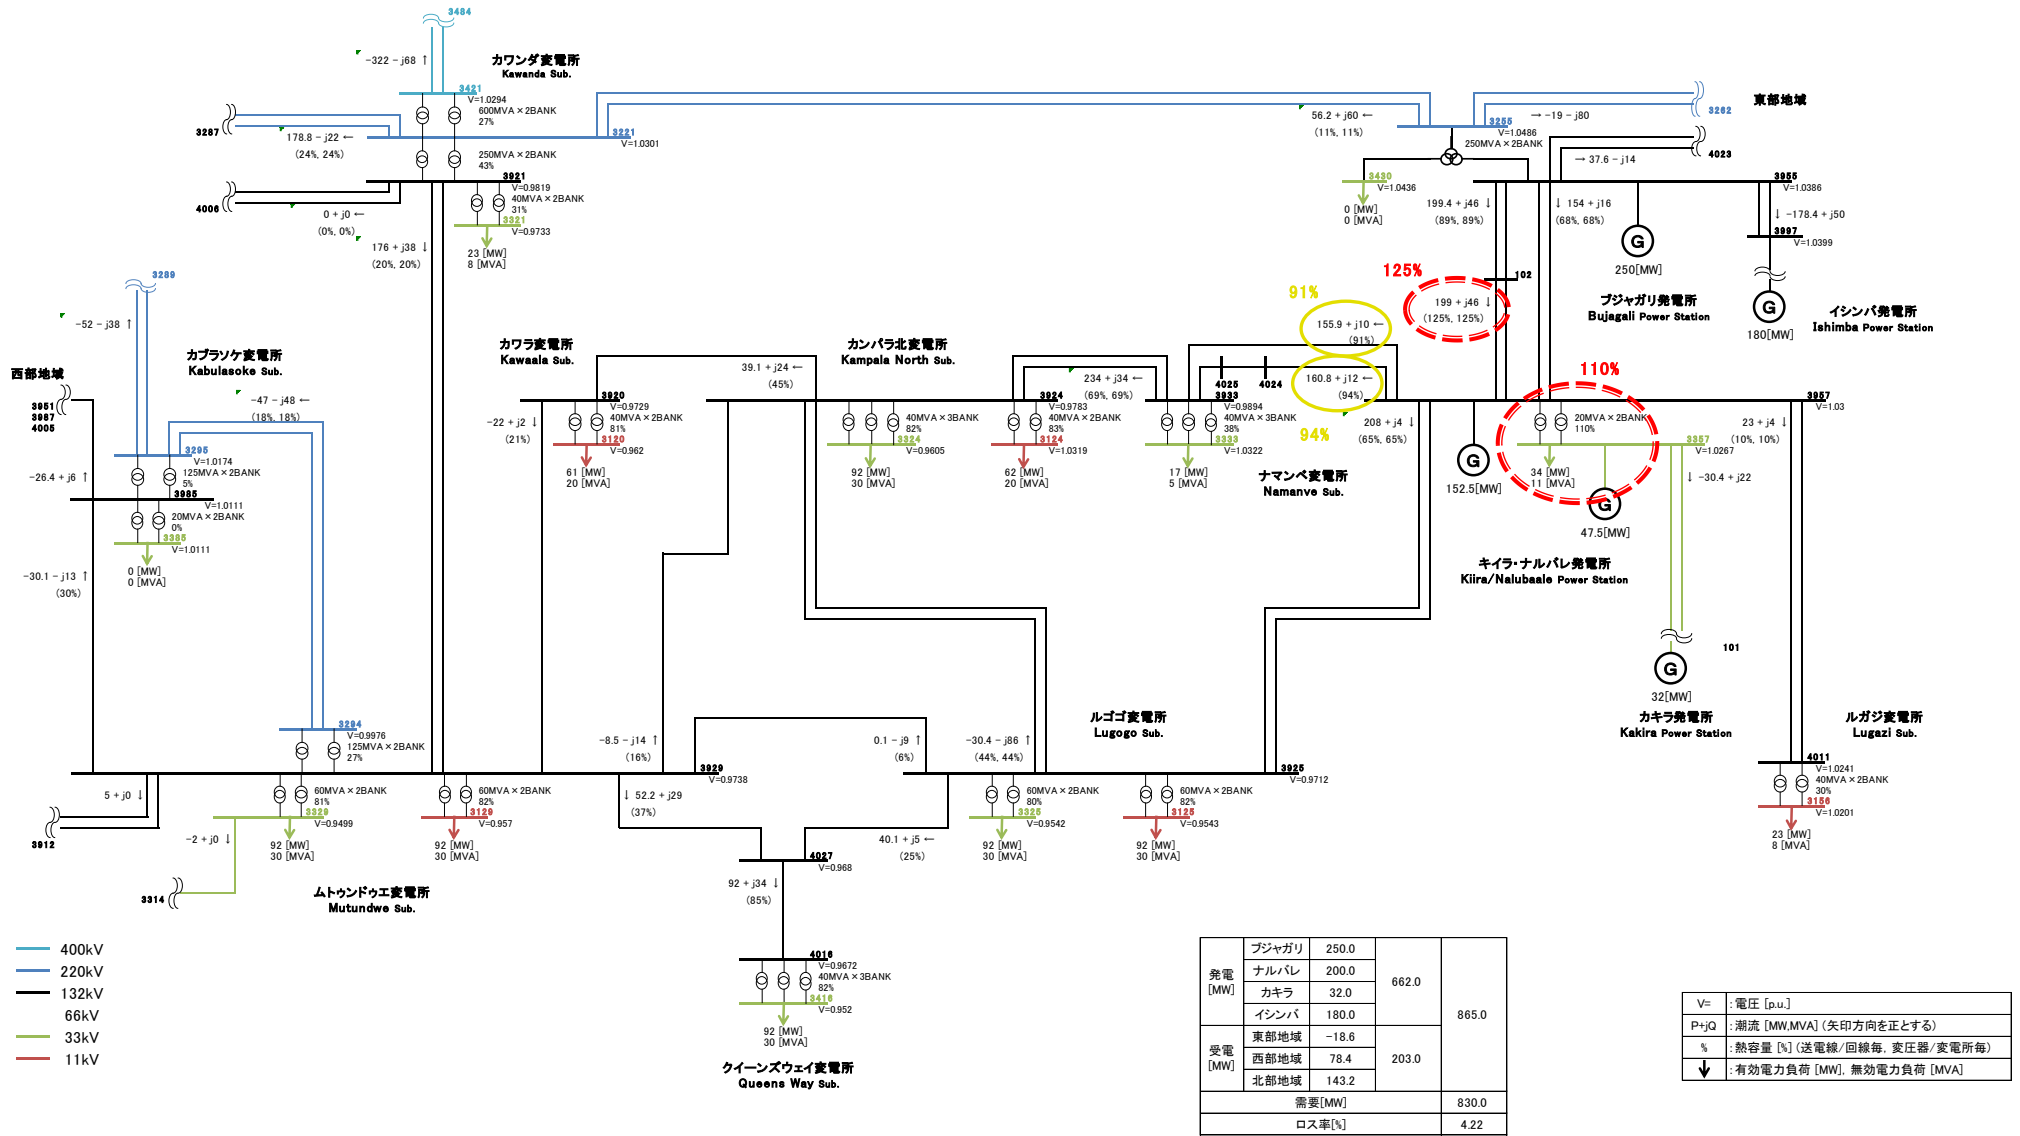 3484
-322 - j68 ↑
カワンダ変電所
Kawanda Sub.
3421
V=1.0294
600MVA×2BANK
27%
3287
178.8 - j22 ←
(24%, 24%)
3221
V=1.0301
250MVA×2BANK
43%
3921
V=0.9819
40MVA×2BANK
31%
3321
V=0.9733
23 [MW]
8 [MVA]
4006
0 + j0 ←
(0%, 0%)
176 + j38 ↓
(20%, 20%)
56.2 + j60 ←
(11%, 11%)
3255
V=1.0486
250MVA×2BANK
→ -19 - j80
3262
東部地域
4023
→ 37.6 - j14
3430
V=1.0436
0 [MW]
0 [MVA]
3955
V=1.0386
199.4 + j46 ↓
(89%, 89%)
↓ 154 + j16
(68%, 68%)
G
250[MW]
ブジャガリ発電所
Bujagali Power Station
↓ -178.4 + j50
3997
V=1.0399
G
180[MW]
イシンバ発電所
Ishimba Power Station
102
125%
199 + j46 ↓
(125%, 125%)
91%
155.9 + j10 ←
(91%)
160.8 + j12 ←
(94%)
94%
110%
3289
-52 - j38 ↑
カブラソケ変電所
Kabulasoke Sub.
西部地域
3951
3987
4005
-47 - j48 ←
(18%, 18%)
3295
V=1.0174
125MVA×2BANK
5%
-26.4 + j6 ↑
3985
V=1.0111
20MVA×2BANK
0%
3385
V=1.0111
0 [MW]
0 [MVA]
-30.1 - j13 ↑
(30%)
カワラ変電所
Kawaala Sub.
3920
V=0.9729
40MVA×2BANK
81%
3120
V=0.962
61 [MW]
20 [MVA]
-22 + j2 ↓
(21%)
39.1 + j24 ←
(45%)
カンパラ北変電所
Kampala North Sub.
40MVA×3BANK
82%
3324
V=0.9605
92 [MW]
30 [MVA]
3924
V=0.9783
40MVA×2BANK
83%
3124
V=1.0319
62 [MW]
20 [MVA]
234 + j34 ←
(69%, 69%)
3933
V=0.9894
40MVA×3BANK
38%
3333
V=1.0322
17 [MW]
5 [MVA]
4025
4024
ナマンベ変電所
Namanve Sub.
208 + j4 ↓
(65%, 65%)
G
152.5[MW]
20MVA×2BANK
110%
3357
V=1.0267
34 [MW]
11 [MVA]
G
47.5[MW]
3957
V=1.03
23 + j4 ↓
(10%, 10%)
↓ -30.4 + j22
キイラ・ナルバレ発電所
Kiira/Nalubaale Power Station
101
G
32[MW]
カキラ発電所
Kakira Power Station
ルガジ変電所
Lugazi Sub.
4011
V=1.0241
40MVA×2BANK
30%
3156
V=1.0201
23 [MW]
8 [MVA]
3294
V=0.9976
125MVA×2BANK
27%
-8.5 - j14 ↑
(16%)
3929
V=0.9738
0.1 - j9 ↑
(6%)
-30.4 - j86 ↑
(44%, 44%)
ルゴゴ変電所
Lugogo Sub.
3925
V=0.9712
5 + j0 ↓
3912
60MVA×2BANK
81%
3329
V=0.9499
92 [MW]
30 [MVA]
60MVA×2BANK
82%
3129
V=0.957
92 [MW]
30 [MVA]
↓ 52.2 + j29
(37%)
-2 + j0 ↓
3314
ムトゥンドゥエ変電所
Mutundwe Sub.
40.1 + j5 ←
(25%)
60MVA×2BANK
80%
3325
V=0.9542
92 [MW]
30 [MVA]
60MVA×2BANK
82%
3125
V=0.9543
92 [MW]
30 [MVA]
4027
V=0.968
92 + j34 ↓
(85%)
4016
V=0.9672
40MVA×3BANK
82%
3416
V=0.952
92 [MW]
30 [MVA]
クイーンズウェイ変電所
Queens Way Sub.
400kV
220kV
132kV
66kV
33kV
11kV
発電 [MW] ブジャガリ 250.0 662.0 865.0
ナルバレ 200.0
カキラ 32.0
イシンバ 180.0
受電 [MW] 東部地域 -18.6 203.0
西部地域 78.4
北部地域 143.2
需要[MW] 830.0
ロス率[%] 4.22
V= :電圧 [p.u.]
P+jQ :潮流 [MW,MVA] (矢印方向を正とする)
% :熱容量 [%] (送電線/回線毎, 変圧器/変電所毎)
↓ :有効電力負荷 [MW], 無効電力負荷 [MVA]